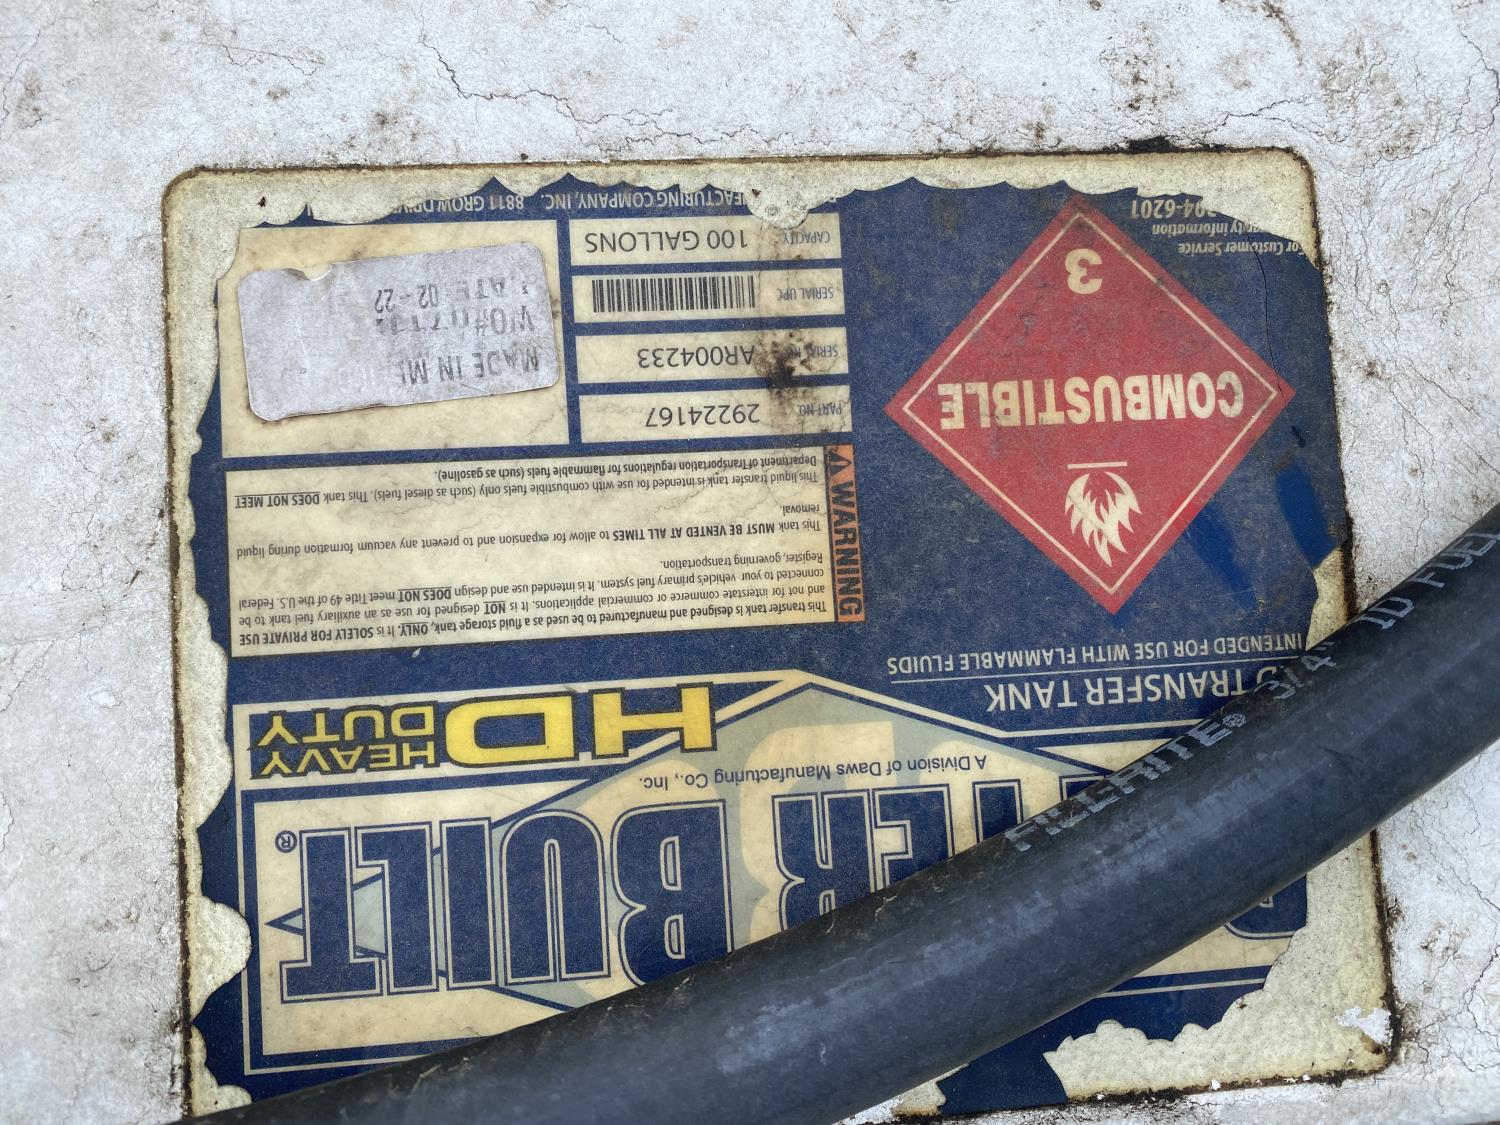 BUILT®
A Division of Daws Manufacturing Co., Inc.
HD HEAVY DUTY
TRANSFER TANK
INTENDED FOR USE WITH FLAMMABLE FLUIDS
COMBUSTIBLE
3
WARNING
This transfer tank is designed and manufactured to be used as a fluid storage tank, ONLY. It is SOLELY FOR PRIVATE USE
and not for interstate commerce or commercial applications. It is NOT designed for use as an auxiliary fuel tank to be
connected to your vehicle's primary fuel system. It is intended use and design DOES NOT meet Title 49 of the U.S. Federal
Register, governing transportation.
This tank MUST BE VENTED AT ALL TIMES to allow for expansion and to prevent any vacuum formation during liquid
removal.
This liquid transfer tank is intended for use with combustible fuels only (such as diesel fuels). This tank DOES NOT MEET
Department of Transportation regulations for flammable fuels (such as gasoline).
PART NO. 29224167
SERIAL AR004233
SERIAL UPC
CAPACITY 100 GALLONS
MADE IN
02-22
COMPANY, INC. 8811 GROW
Customer Service
information
6201
FILLRITE® 3/4" ID FUEL